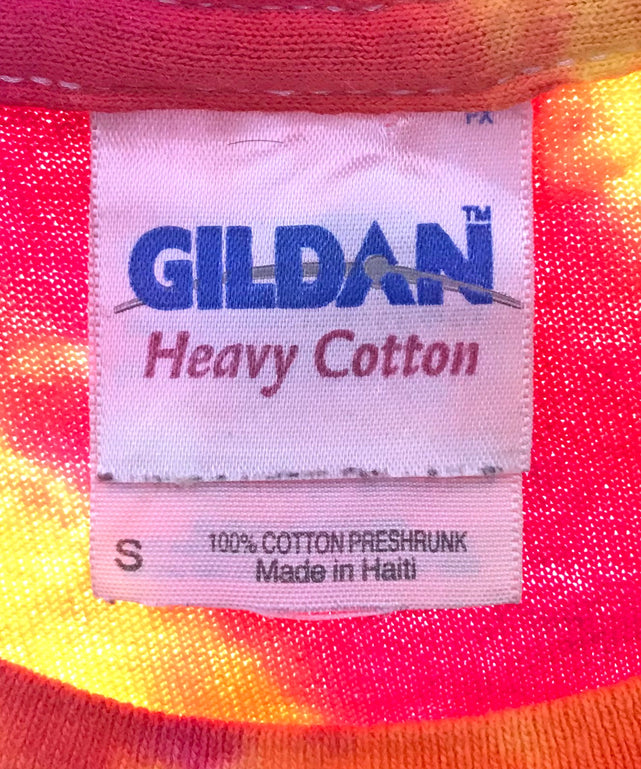 GILDAN™
Heavy Cotton
S 100% COTTON PRESHRUNK
Made in Haiti